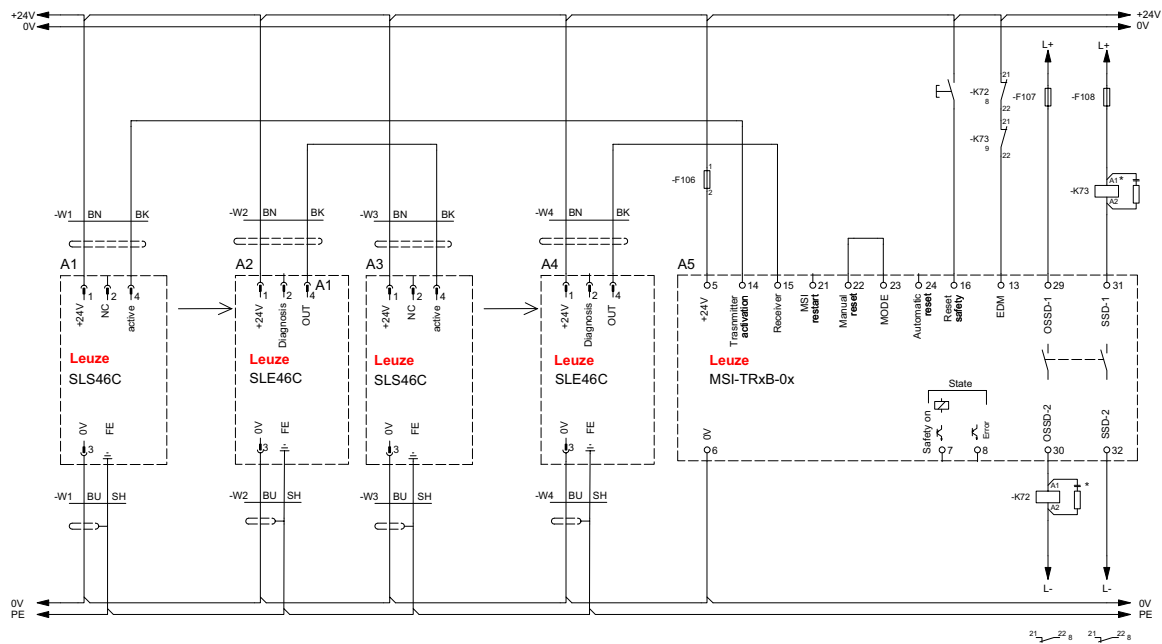 +24V +24V
0V 0V
L+ L+
21
-K72
8
22
-F107 -F108
21
-K73
9
22
1
-F106
2
A1 *
-K73
A2
-W1 BN BK
-W2 BN BK
-W3 BN BK
-W4 BN BK
A1
1 2 4
+24V NC active
Leuze
SLS46C
0V FE
3
A2
A1
1 2 4
+24V Diagnosis OUT
Leuze
SLE46C
0V FE
3
A3
1 2 4
+24V NC active
Leuze
SLS46C
0V FE
3
A4
1 2 4
+24V Diagnosis OUT
Leuze
SLE46C
0V FE
3
A5
5 14 15 21 22 23 24 16 13 29 31
+24V
Trasnmitter
activation
Receiver
MSI
restart
Manual
reset
MODE
Automatic
reset
Reset
safety
EDM
OSSD-1
SSD-1
Leuze
MSI-TRxB-0x
State
Safety on
Error
OSSD-2
SSD-2
0V
6 7 8 30 32
-W1 BU SH
-W2 BU SH
-W3 BU SH
-W4 BU SH
A1 *
-K72
A2
L- L-
0V 0V
PE PE
21 22 8
21 22 8